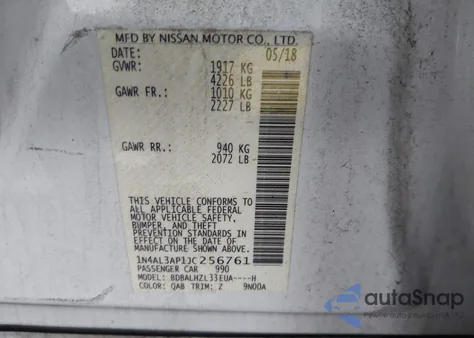 MFD BY NISSAN MOTOR CO., LTD.
DATE: 05/18
GVWR: 1917 KG
4226 LB
GAWR FR.: 1010 KG
2227 LB
GAWR RR.: 940 KG
2072 LB
THIS VEHICLE CONFORMS TO
ALL APPLICABLE FEDERAL
MOTOR VEHICLE SAFETY,
BUMPER, AND THEFT
PREVENTION STANDARDS
IN EFFECT ON THE DATE OF
MANUFACTURE SHOWN ABOVE.
1N4AL3AP1JC256761
PASSENGER CAR 990
MODEL: BDBALHZL33EUA----H
COLOR: QAB TRIM: Z 9N00A
autoSnap
by Carfast